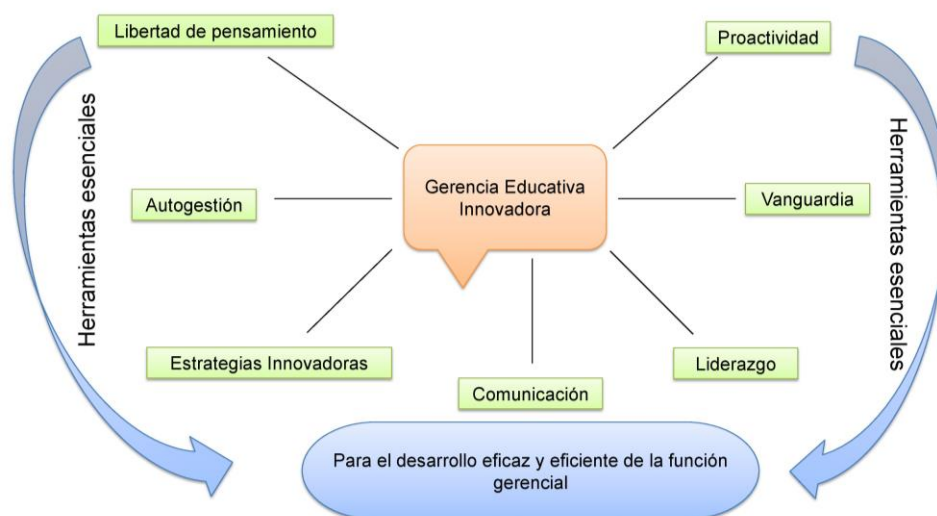 Libertad de pensamiento
Proactividad
Herramientas esenciales
Herramientas esenciales
Gerencia Educativa
Innovadora
Autogestión
Vanguardia
Estrategias Innovadoras
Liderazgo
Comunicación
Para el desarrollo eficaz y eficiente de la función
gerencial